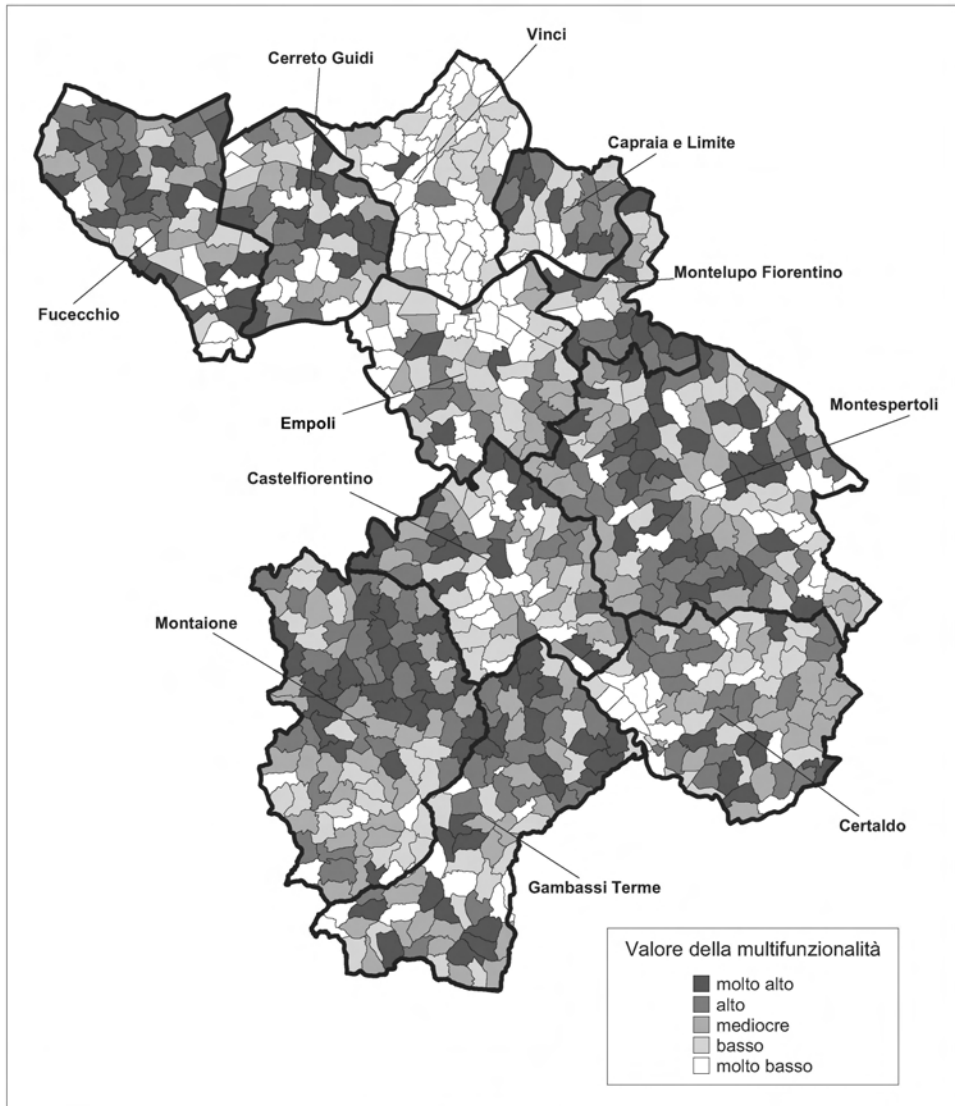 Vinci
Cerreto Guidi
Capraia e Limite
Montelupo Fiorentino
Fucecchio
Montespertoli
Empoli
Castelfiorentino
Montaione
Certaldo
Gambassi Terme
Valore della multifunzionalità
molto alto
alto
mediocre
basso
molto basso